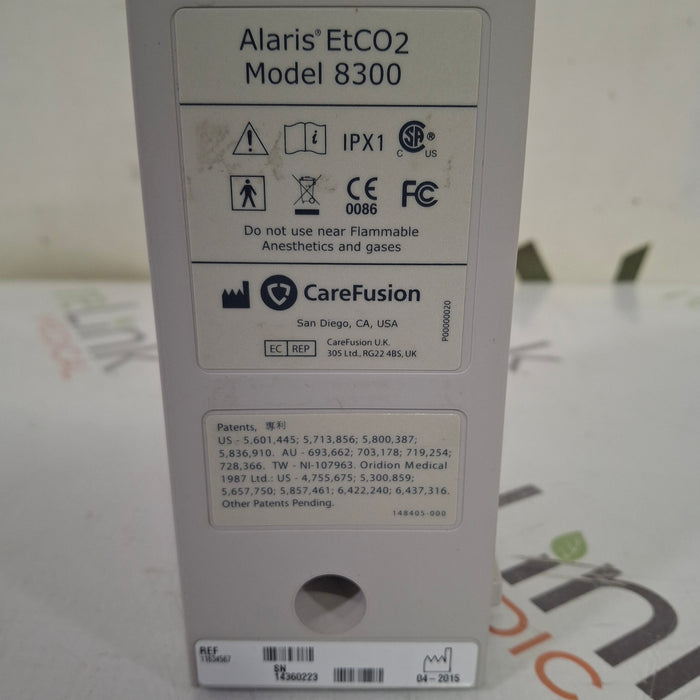 Alaris® EtCO2
Model 8300
i IPX1 CSA®
C US
CE FC
0086
Do not use near Flammable
Anesthetics and gases
CareFusion
San Diego, CA, USA
EC REP CareFusion U.K.
305 Ltd., RG22 4BS, UK
P00000020
Patents, 專利
US - 5,601,445; 5,713,856; 5,800,387;
5,836,910. AU - 693,662; 703,178; 719,254;
728,366. TW - NI-107963. Oridion Medical
1987 Ltd.: US - 4,755,675; 5,300,859;
5,657,750; 5,857,461; 6,422,240; 6,437,316.
Other Patents Pending.
148405-000
REF
11634567
SN
14360223
04-2015